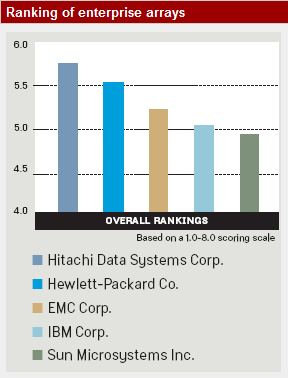 Ranking of enterprise arrays
6.0
5.5
5.0
4.5
4.0
OVERALL RANKINGS
Based on a 1.0-8.0 scoring scale
Hitachi Data Systems Corp.
Hewlett-Packard Co.
EMC Corp.
IBM Corp.
Sun Microsystems Inc.